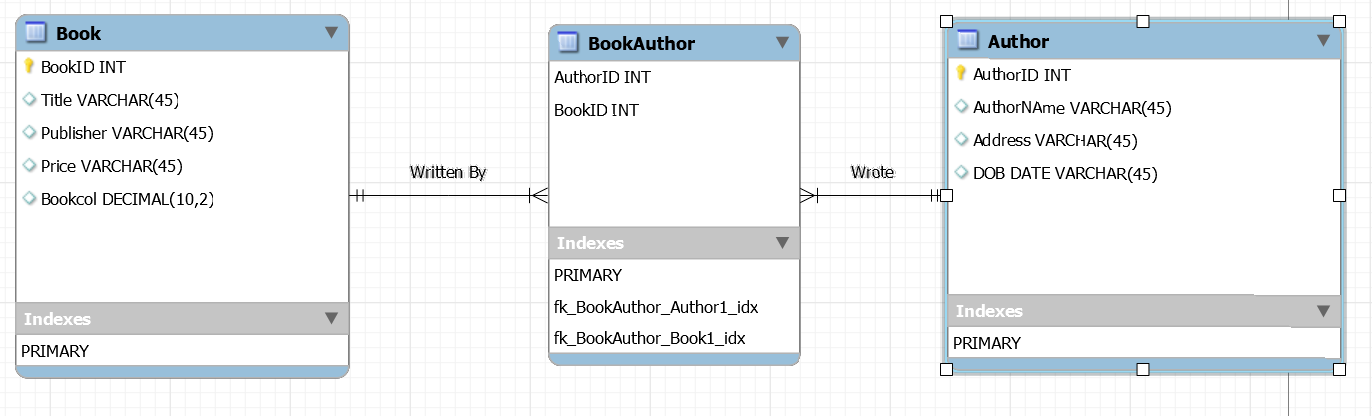 Book
BookID INT
Title VARCHAR(45)
Publisher VARCHAR(45)
Price VARCHAR(45)
Bookcol DECIMAL(10,2)
Indexes
PRIMARY
Written By
BookAuthor
AuthorID INT
BookID INT
Indexes
PRIMARY
fk_BookAuthor_Author1_idx
fk_BookAuthor_Book1_idx
Wrote
Author
AuthorID INT
AuthorNAme VARCHAR(45)
Address VARCHAR(45)
DOB DATE VARCHAR(45)
Indexes
PRIMARY